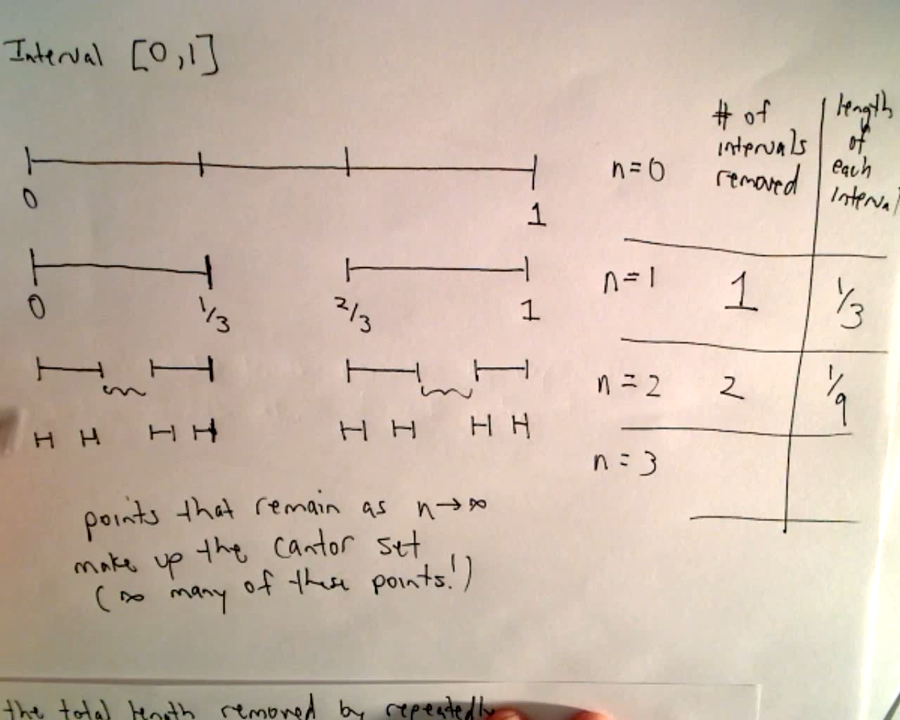 Interval [0,1]
0
1
0
1/3
2/3
1
points that remain as n→∞
make up the Cantor set
(∞ many of these points!)
# of
intervals
removed
length
of
each
interval
n=0
n=1 1 1/3
n=2 2 1/9
n=3
the total length removed by repeatedly